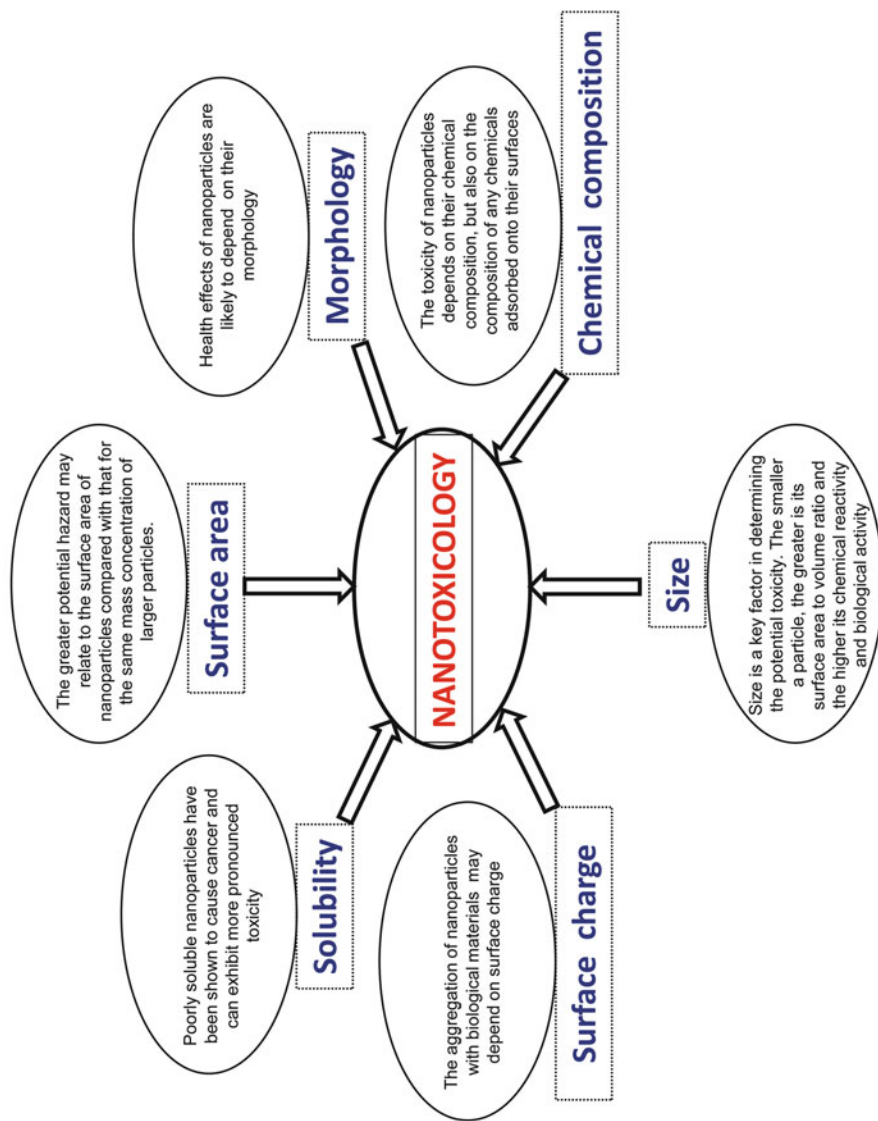 Poorly soluble nanoparticles have
been shown to cause cancer and
can exhibit more pronounced
toxicity
Solubility
The greater potential hazard may
relate to the surface area of
nanoparticles compared with that for
the same mass concentration of
larger particles.
Surface area
Health effects of nanoparticles are
likely to depend on their
morphology
Morphology
NANOTOXICOLOGY
The aggregation of nanoparticles
with biological materials may
depend on surface charge
Surface charge
Size
Size is a key factor in determining
the potential toxicity. The smaller
a particle, the greater is its
surface area to volume ratio and
the higher its chemical reactivity
and biological activity
The toxicity of nanoparticles
depends on their chemical
composition, but also on the
composition of any chemicals
adsorbed onto their surfaces
Chemical composition